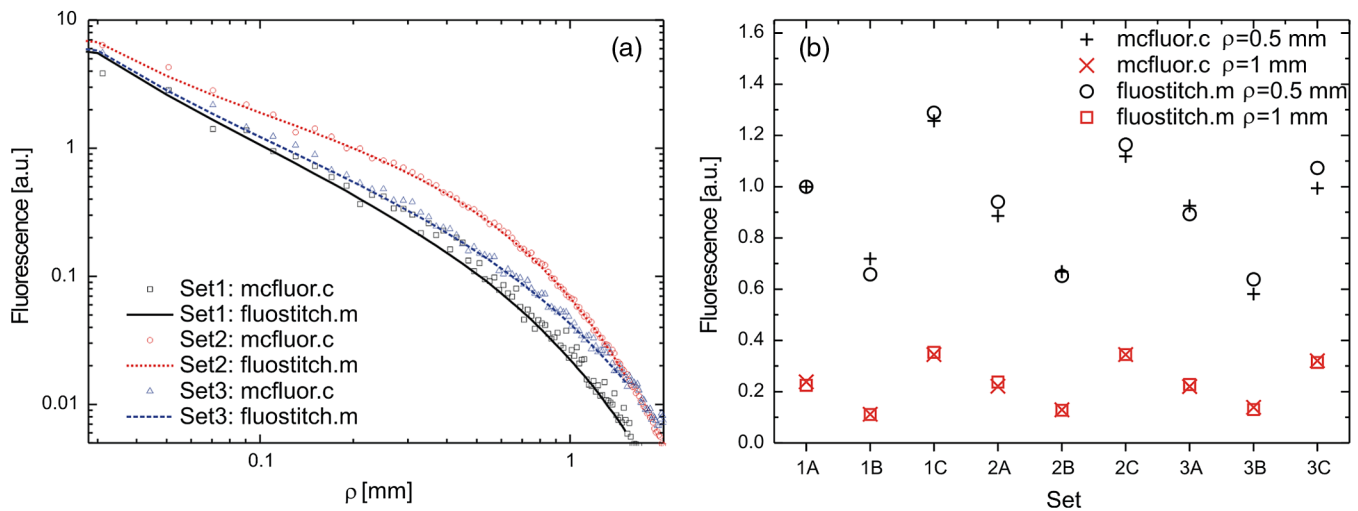 (a)
Fluorescence [a.u.]
10
1
0.1
0.01
Set1: mcfluor.c
Set1: fluostitch.m
Set2: mcfluor.c
Set2: fluostitch.m
Set3: mcfluor.c
Set3: fluostitch.m
0.1 1
ρ [mm]
(b)
Fluorescence [a.u.]
1.6
1.4
1.2
1.0
0.8
0.6
0.4
0.2
0.0
mcfluor.c ρ=0.5 mm
mcfluor.c ρ=1 mm
fluostitch.m ρ=0.5 mm
fluostitch.m ρ=1 mm
1A 1B 1C 2A 2B 2C 3A 3B 3C
Set